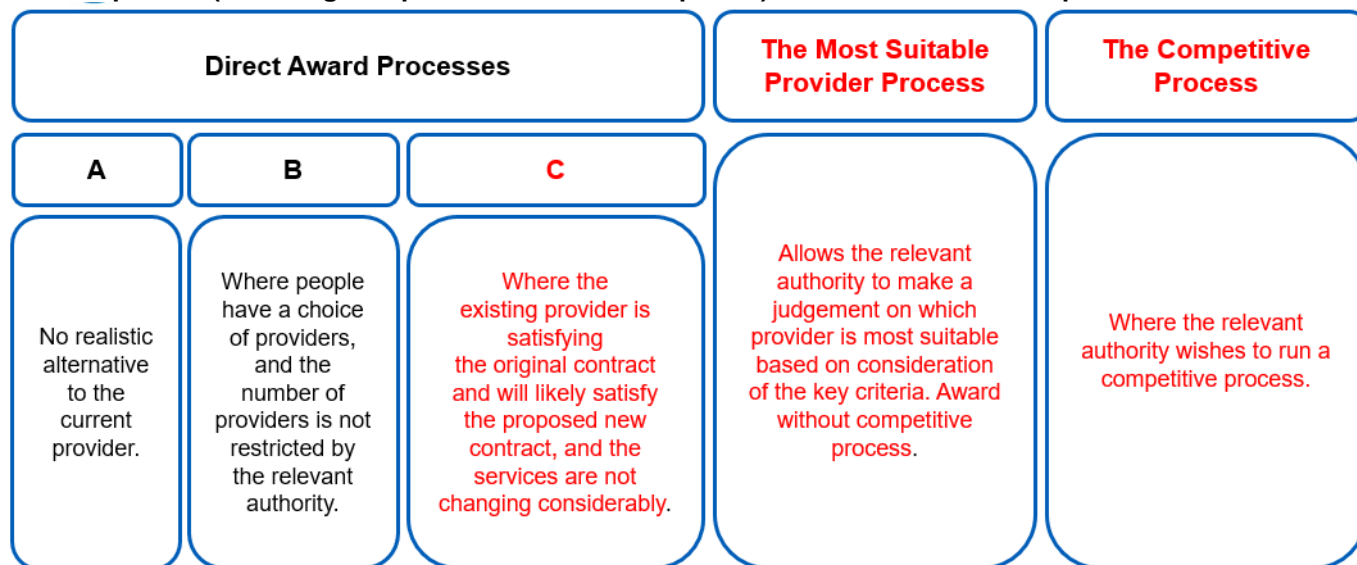 Direct Award Processes
The Most Suitable
Provider Process
The Competitive
Process
A
B
C
No realistic
alternative
to the
current
provider.
Where people
have a choice
of providers,
and the
number of
providers is not
restricted by
the relevant
authority.
Where the
existing provider is
satisfying
the original contract
and will likely satisfy
the proposed new
contract, and the
services are not
changing considerably.
Allows the relevant
authority to make a
judgement on which
provider is most suitable
based on consideration
of the key criteria. Award
without competitive
process.
Where the relevant
authority wishes to run a
competitive process.